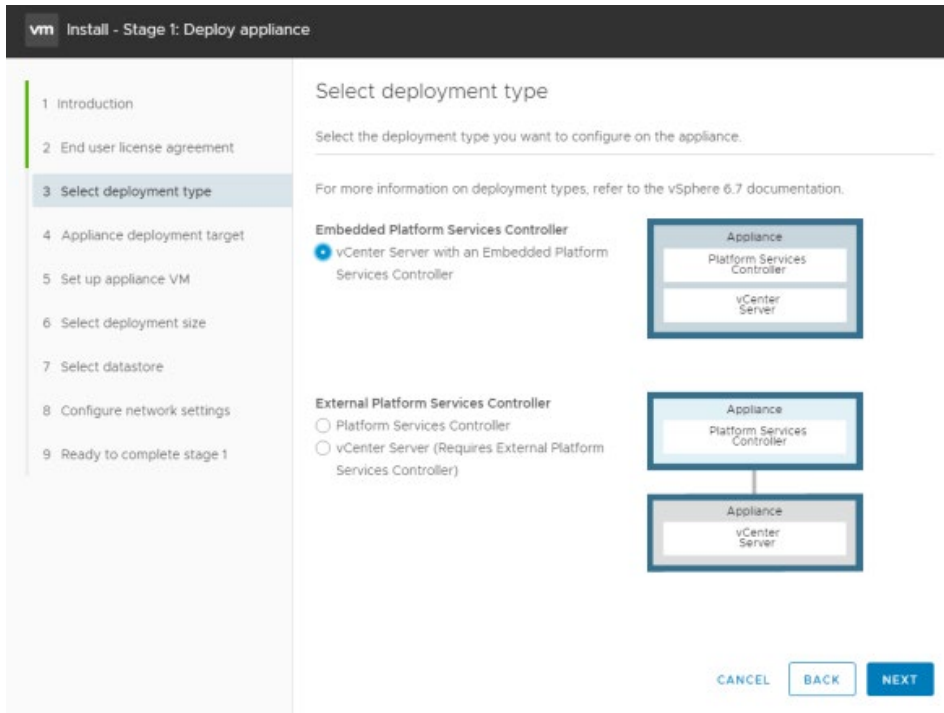 vm Install - Stage 1: Deploy appliance
1 Introduction
2 End user license agreement
3 Select deployment type
4 Appliance deployment target
5 Set up appliance VM
6 Select deployment size
7 Select datastore
8 Configure network settings
9 Ready to complete stage 1
Select deployment type
Select the deployment type you want to configure on the appliance.
For more information on deployment types, refer to the vSphere 6.7 documentation.
Embedded Platform Services Controller
vCenter Server with an Embedded Platform
Services Controller
Appliance
Platform Services
Controller
vCenter
Server
External Platform Services Controller
Platform Services Controller
vCenter Server (Requires External Platform
Services Controller)
Appliance
Platform Services
Controller
Appliance
vCenter
Server
CANCEL BACK NEXT